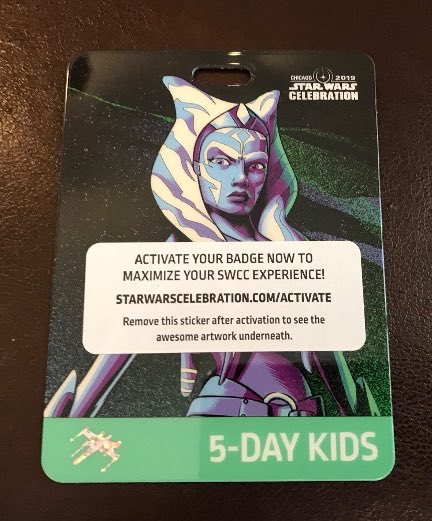 CHICAGO 2019
STAR WARS
CELEBRATION
ACTIVATE YOUR BADGE NOW TO
MAXIMIZE YOUR SWCC EXPERIENCE!
STARWARSCELEBRATION.COM/ACTIVATE
Remove this sticker after activation to see the
awesome artwork underneath.
5-DAY KIDS